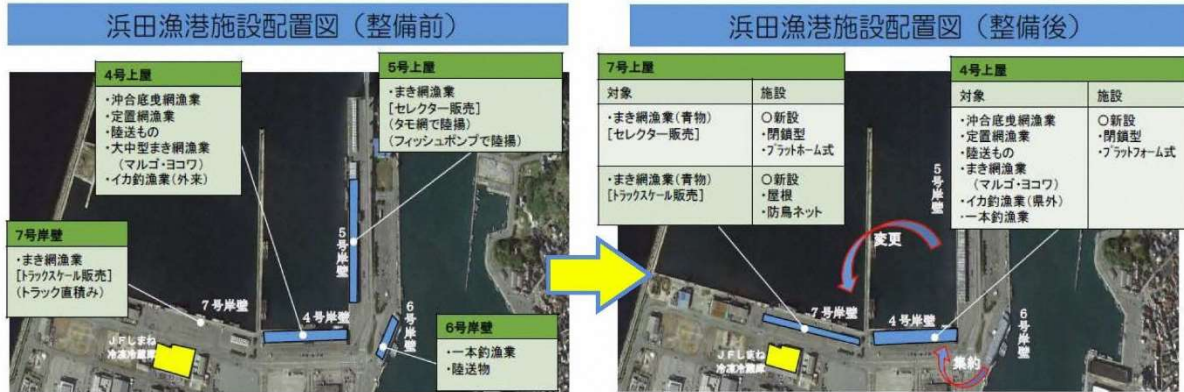 浜田漁港施設配置図（整備前）
4号上屋
・沖合底曳網漁業
・定置網漁業
・陸送もの
・大中型まき網漁業
（マルゴ・ヨコワ）
・イカ釣漁業（外来）
5号上屋
・まき網漁業
［セレクター販売］
（タモ網で陸揚）
（フィッシュポンプで陸揚）
7号岸壁
・まき網漁業
［トラックスケール販売］
（トラック直積み）
5号岸壁
7号岸壁
4号岸壁
6号岸壁
JFしまね
冷凍冷蔵庫
6号岸壁
・一本釣漁業
・陸送物
浜田漁港施設配置図（整備後）
7号上屋
対象 施設
・まき網漁業（青物） 〇新設
［セレクター販売］ ・閉鎖型
・プラットホーム式
・まき網漁業（青物） 〇新設
［トラックスケール販売］ ・屋根
・防鳥ネット
4号上屋
対象 施設
・沖合底曳網漁業 〇新設
・定置網漁業 ・閉鎖型
・陸送もの ・プラットフォーム式
・まき網漁業
（マルゴ・ヨコワ）
・イカ釣漁業（県外）
・一本釣漁業
5号岸壁
変更
7号岸壁
4号岸壁
6号岸壁
JFしまね
冷凍冷蔵庫
集約